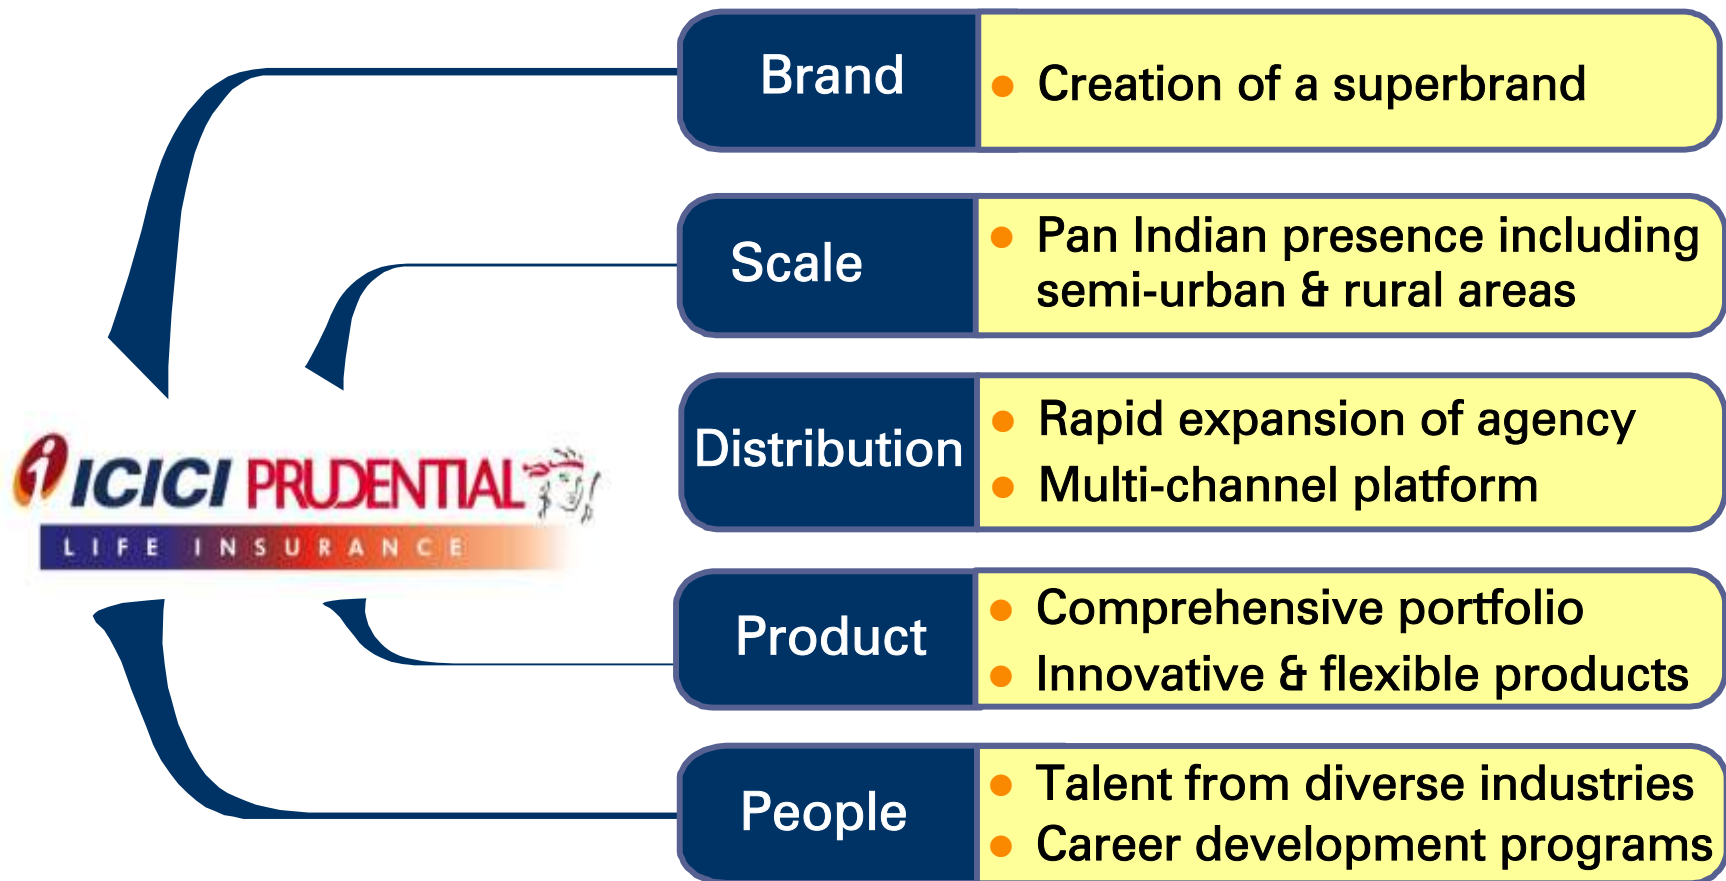 Brand
Creation of a superbrand
Scale
Pan Indian presence including
semi-urban & rural areas
Distribution
Rapid expansion of agency
Multi-channel platform
ICICI PRUDENTIAL
LIFE INSURANCE
Product
Comprehensive portfolio
Innovative & flexible products
People
Talent from diverse industries
Career development programs